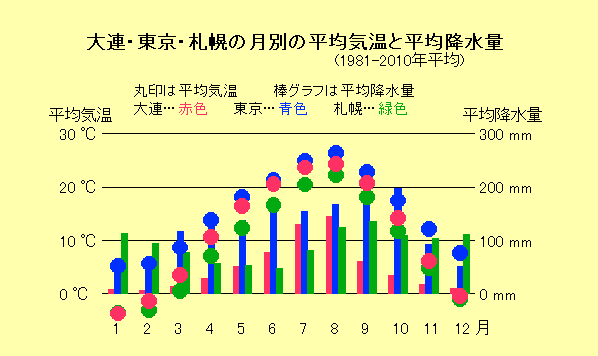 大連・東京・札幌の月別の平均気温と平均降水量
(1981-2010年平均)
丸印は平均気温 棒グラフは平均降水量
大連… 赤色 東京… 青色 札幌… 緑色
平均気温 平均降水量
30 ℃ 300 mm
20 ℃ 200 mm
10 ℃ 100 mm
0 ℃ 0 mm
1 2 3 4 5 6 7 8 9 10 11 12 月